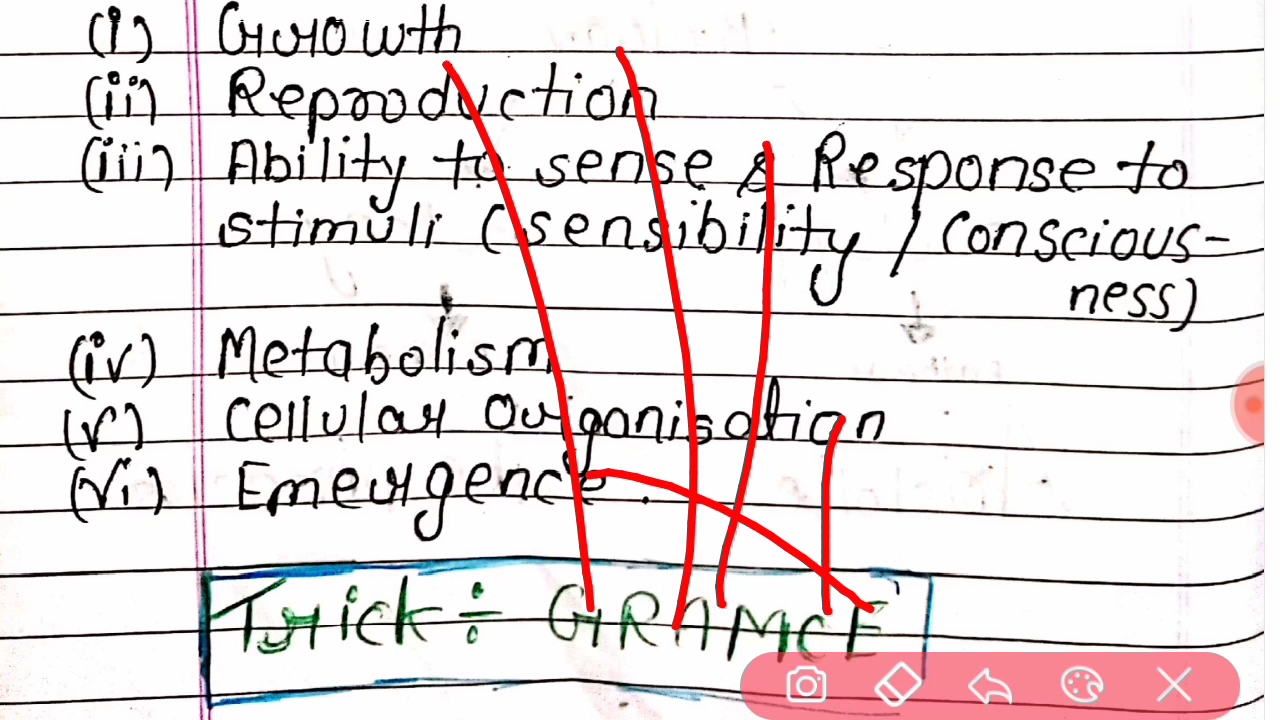 (i) Growth
(ii) Reproduction
(iii) Ability to sense & Response to
stimuli (sensibility / Conscious-
ness)
(iv) Metabolism
(v) Cellular Organisation
(vi) Emergence.
Trick ÷ GRAMCE